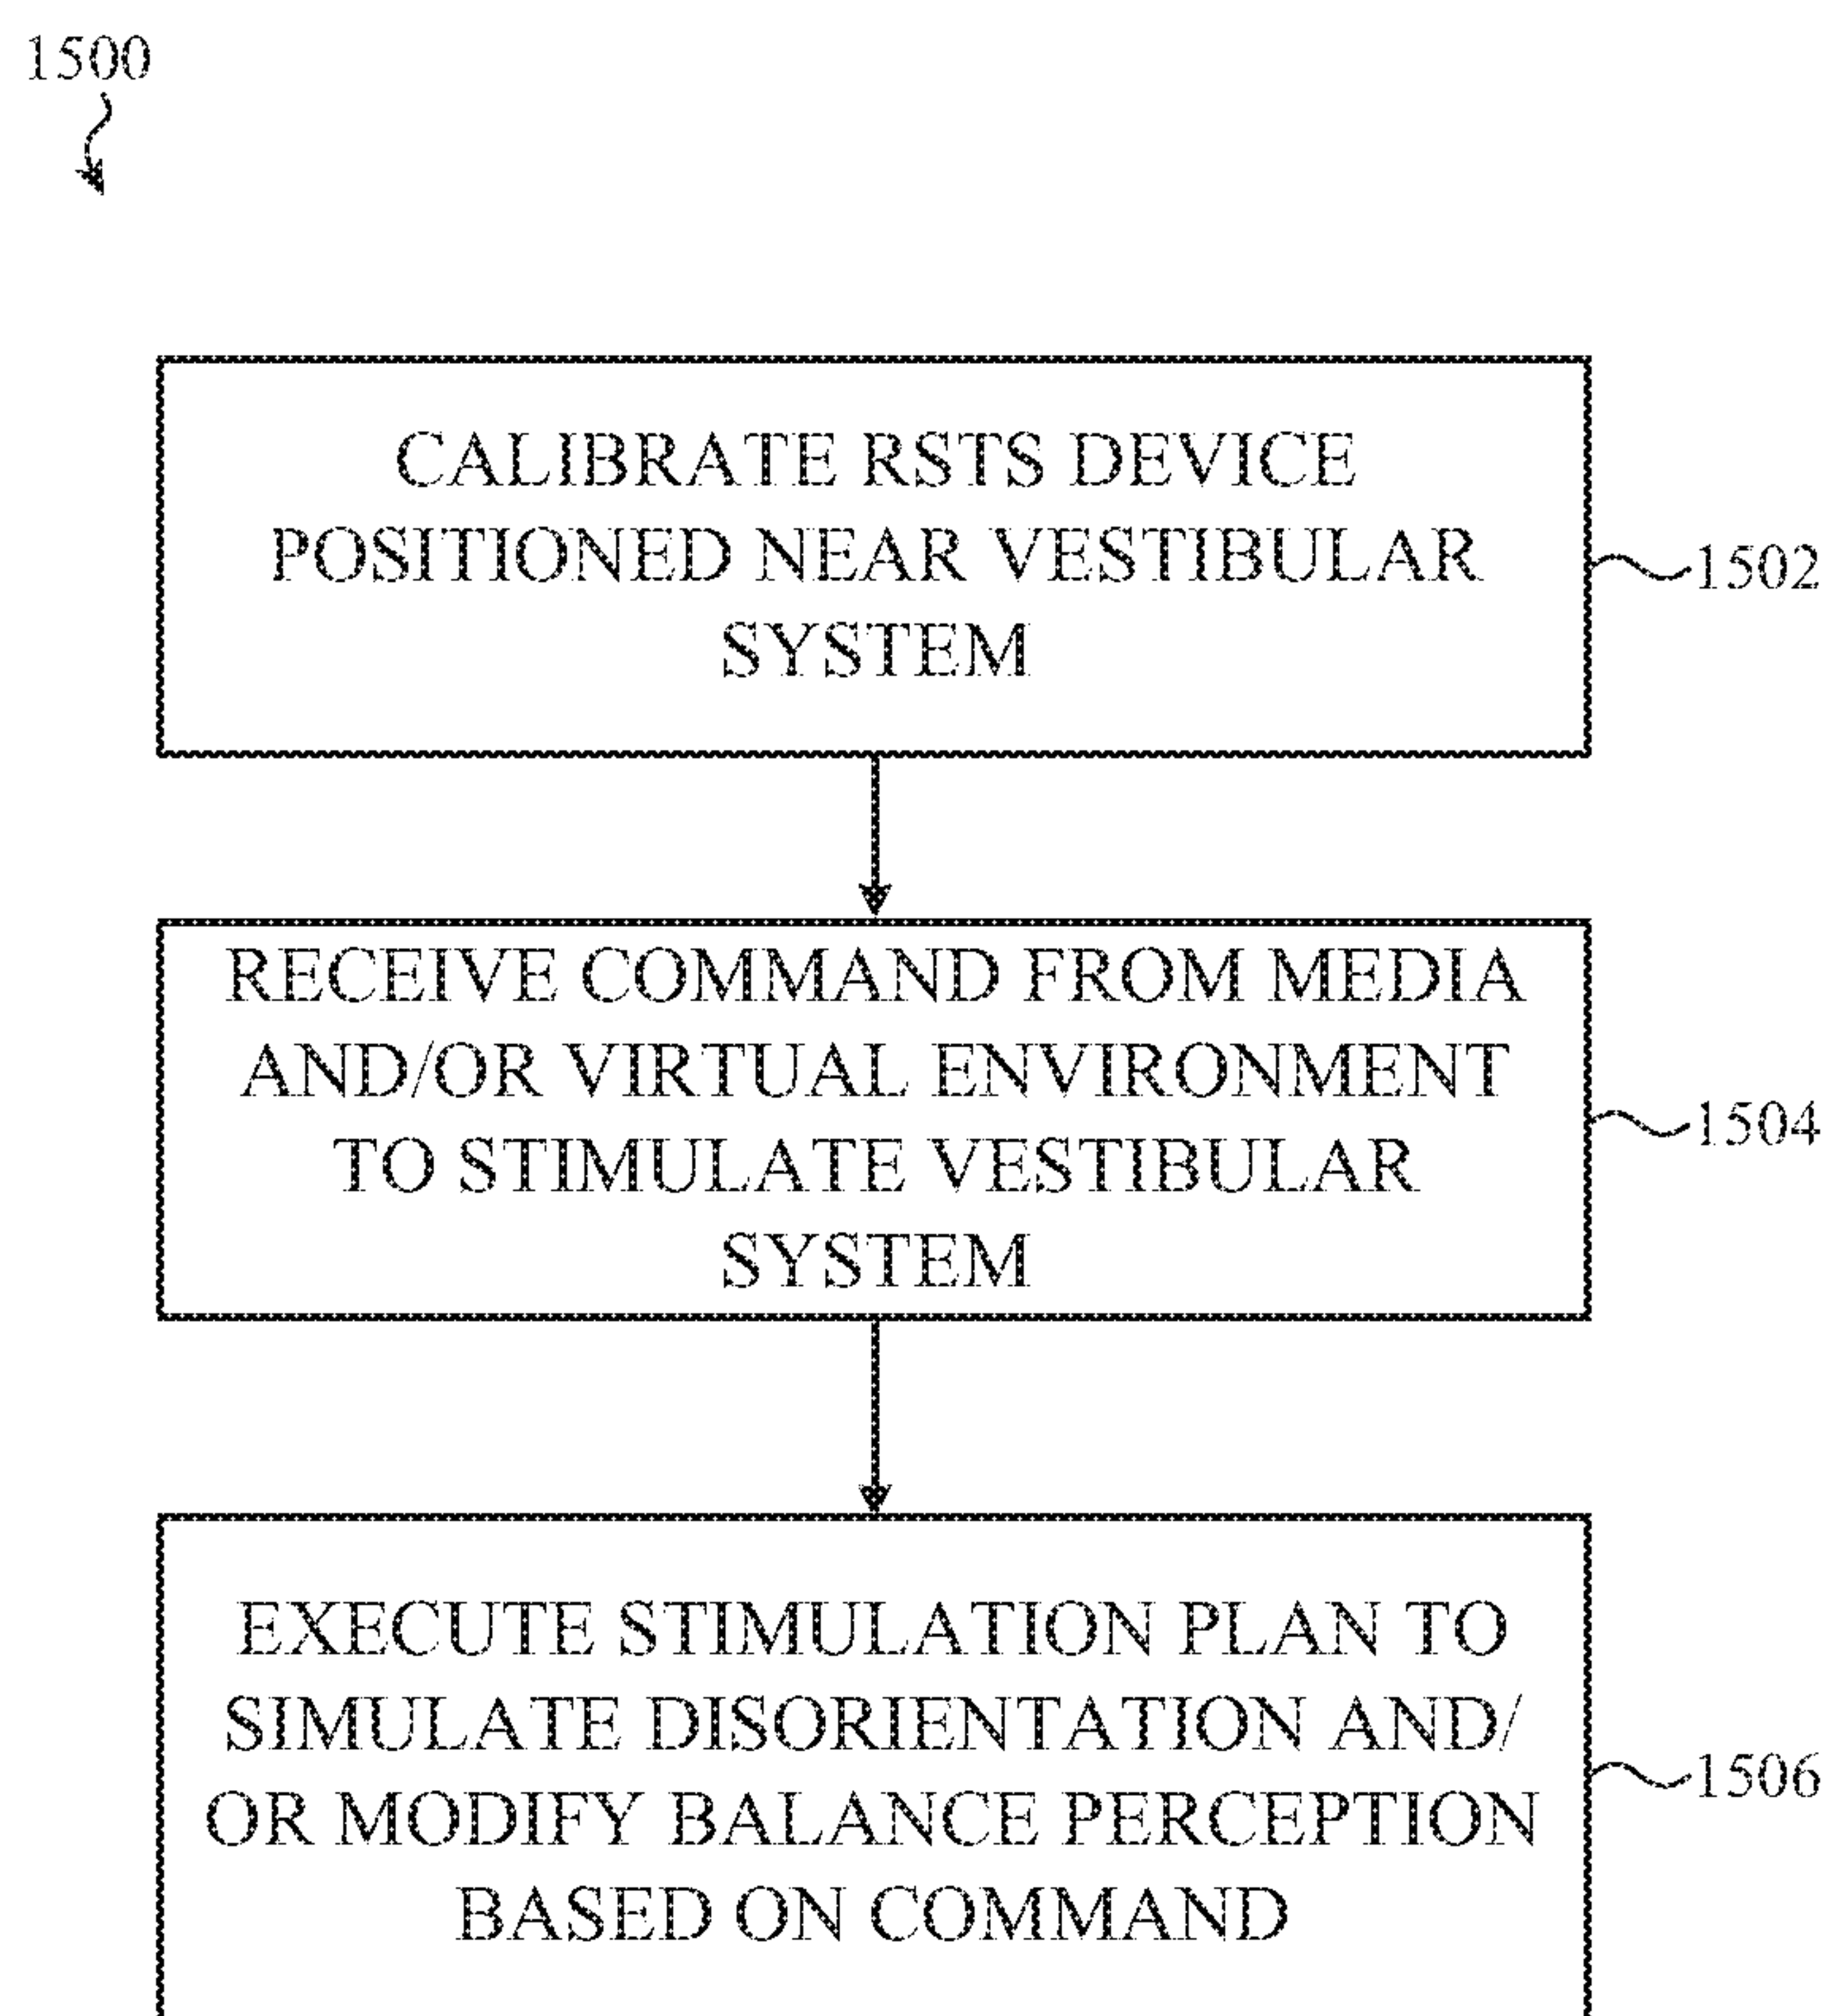 1500
CALIBRATE RSTS DEVICE
POSITIONED NEAR VESTIBULAR
SYSTEM
1502
RECEIVE COMMAND FROM MEDIA
AND/OR VIRTUAL ENVIRONMENT
TO STIMULATE VESTIBULAR
SYSTEM
1504
EXECUTE STIMULATION PLAN TO
SIMULATE DISORIENTATION AND/
OR MODIFY BALANCE PERCEPTION
BASED ON COMMAND
1506